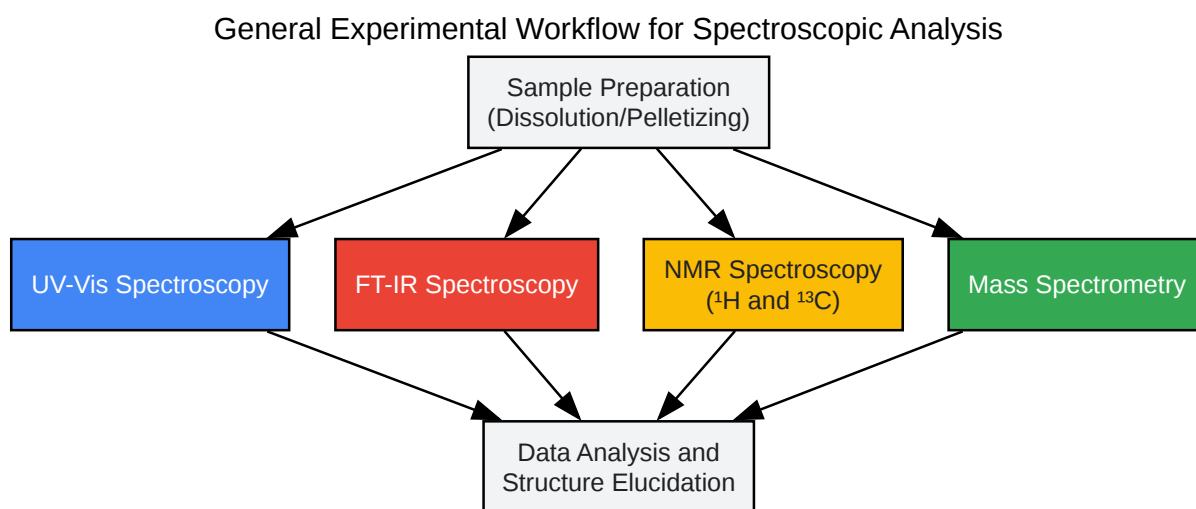 General Experimental Workflow for Spectroscopic Analysis
Sample Preparation
(Dissolution/Pelletizing)
UV-Vis Spectroscopy
FT-IR Spectroscopy
NMR Spectroscopy
(¹H and ¹³C)
Mass Spectrometry
Data Analysis and
Structure Elucidation